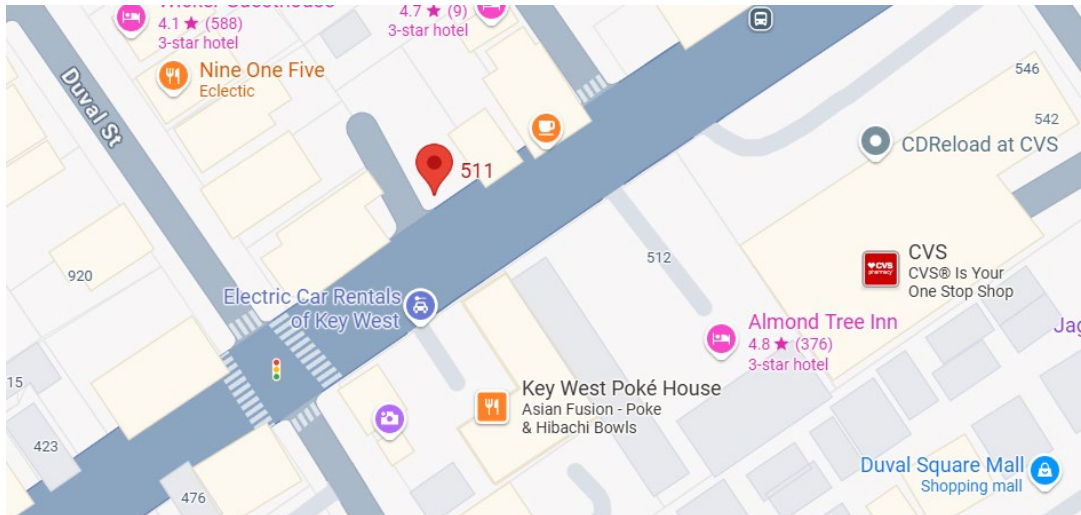 4.1 ★ (588)
3-star hotel
4.7 ★ (9)
3-star hotel
Nine One Five
Eclectic
Duval St
511
546
542
CDReload at CVS
512
CVS
CVS® Is Your
One Stop Shop
♥CVS
pharmacy
920
Electric Car Rentals
of Key West
Almond Tree Inn
4.8 ★ (376)
3-star hotel
Key West Poké House
Asian Fusion - Poke
& Hibachi Bowls
423
476
Duval Square Mall
Shopping mall